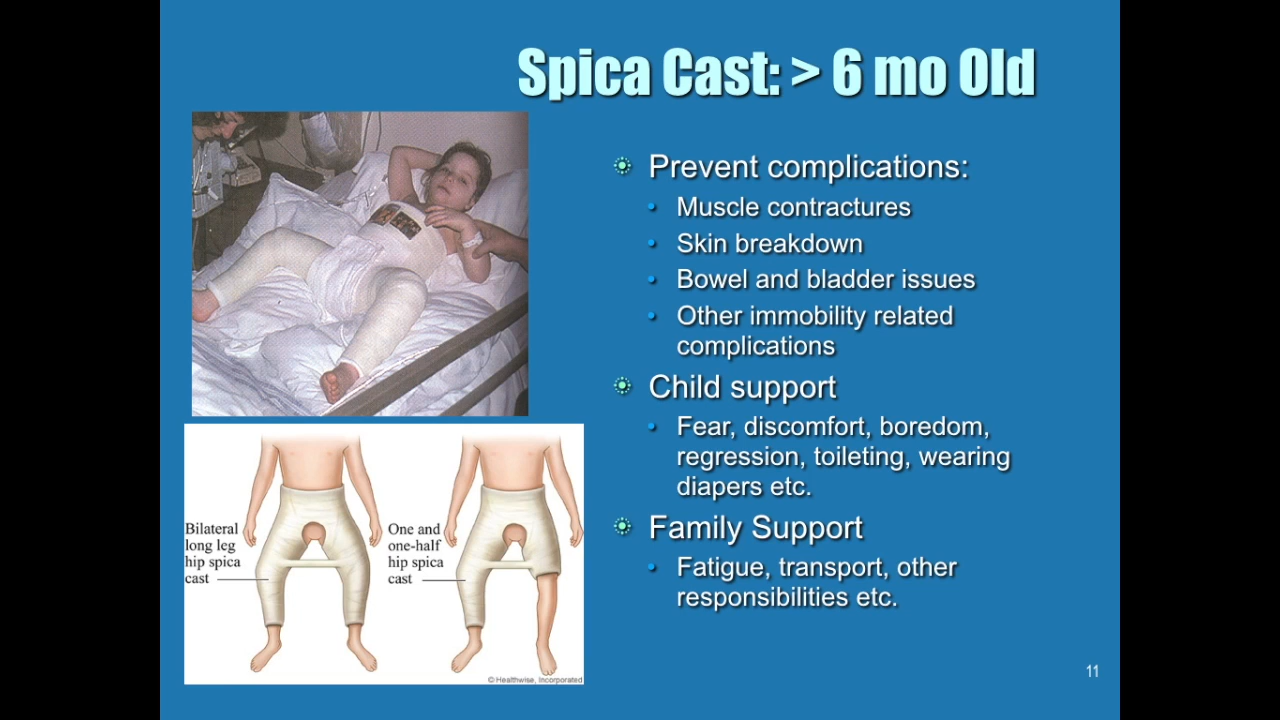 Spica Cast: > 6 mo Old
Prevent complications:
Muscle contractures
Skin breakdown
Bowel and bladder issues
Other immobility related
complications
Child support
Fear, discomfort, boredom,
regression, toileting, wearing
diapers etc.
Family Support
Fatigue, transport, other
responsibilities etc.
Bilateral
long leg
hip spica
cast
One and
one-half
hip spica
cast
© Healthwise, Incorporated
11